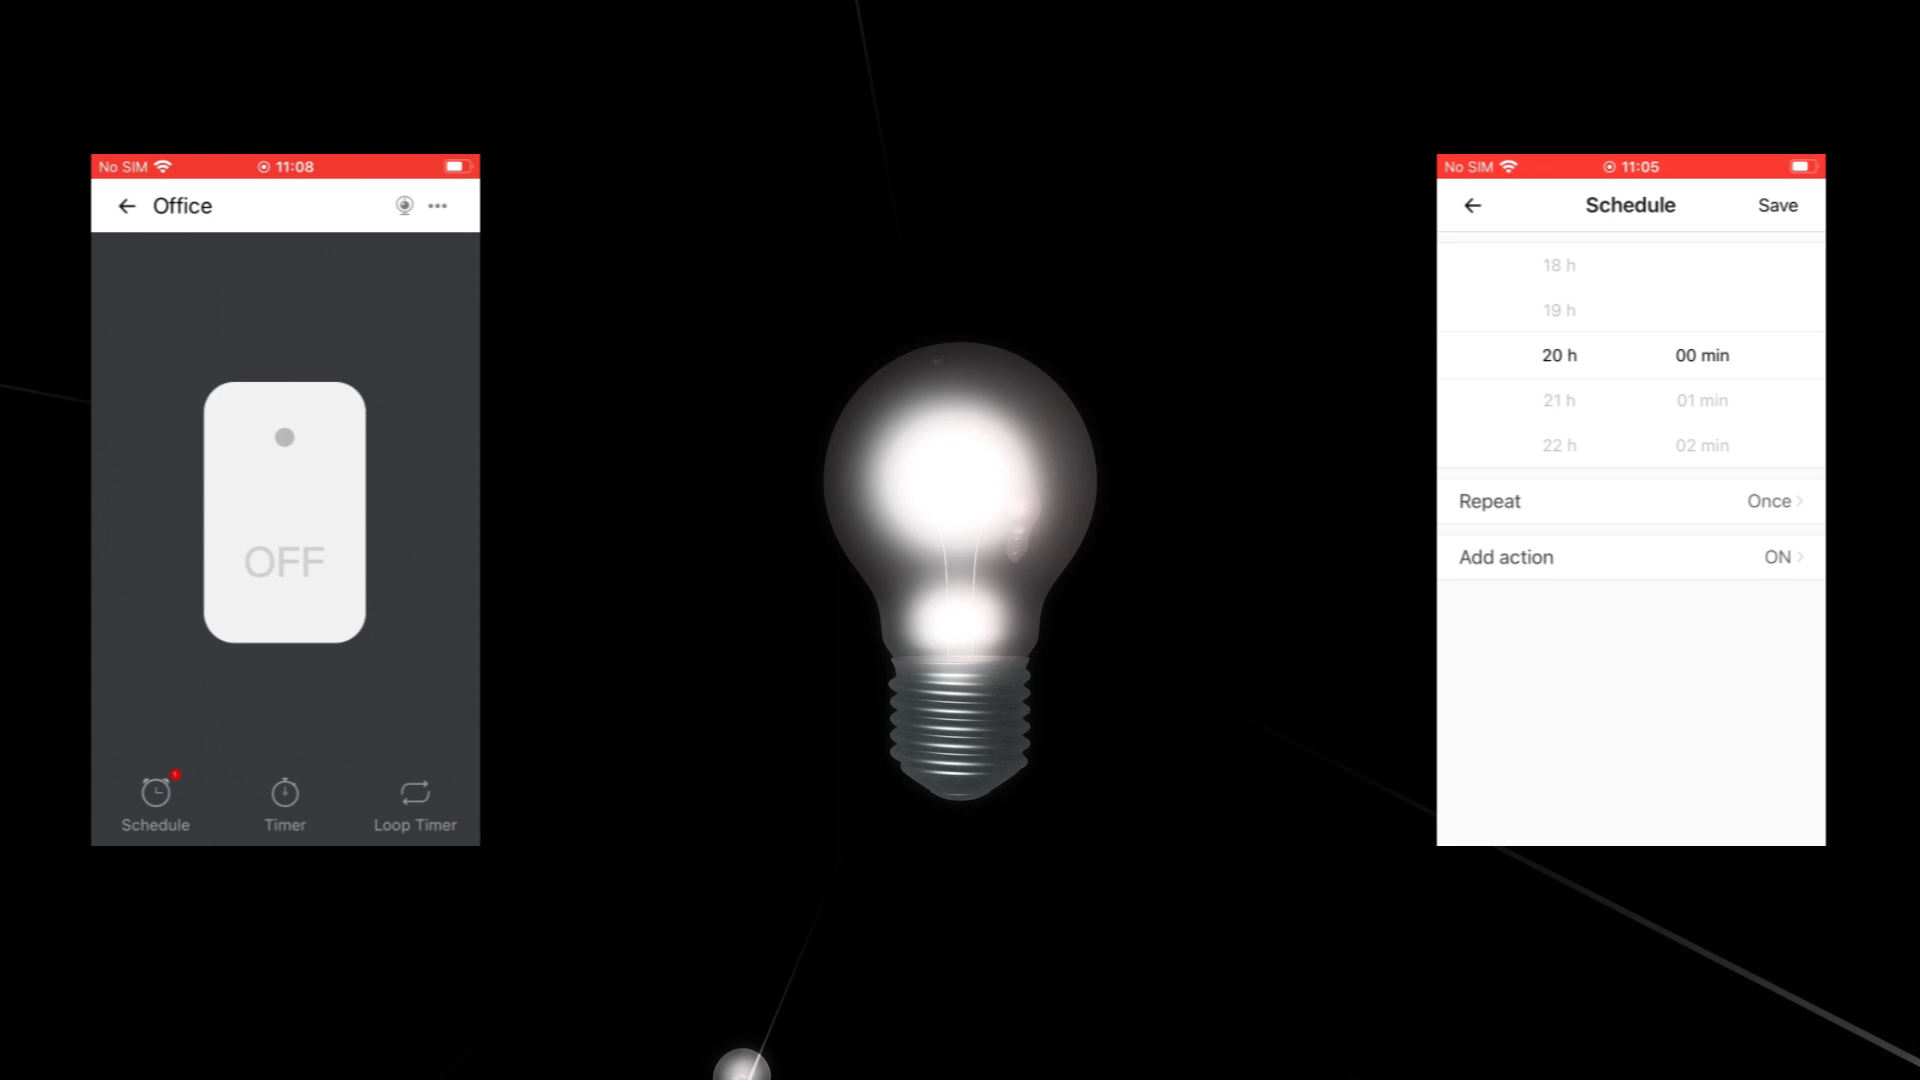 No SIM 11:08
Office
OFF
1
Schedule Timer Loop Timer
No SIM 11:05
Schedule Save
18 h
19 h
20 h 00 min
21 h 01 min
22 h 02 min
Repeat Once
Add action ON